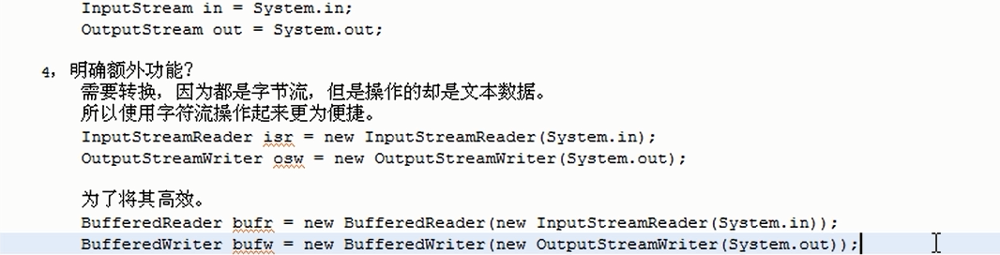 InputStream in = System.in;
OutputStream out = System.out;
4，明确额外功能？
需要转换，因为都是字节流，但是操作的却是文本数据。
所以使用字符流操作起来更为便捷。
InputStreamReader isr = new InputStreamReader(System.in);
OutputStreamWriter osw = new OutputStreamWriter(System.out);
为了将其高效。
BufferedReader bufr = new BufferedReader(new InputStreamReader(System.in));
BufferedWriter bufw = new BufferedWriter(new OutputStreamWriter(System.out));